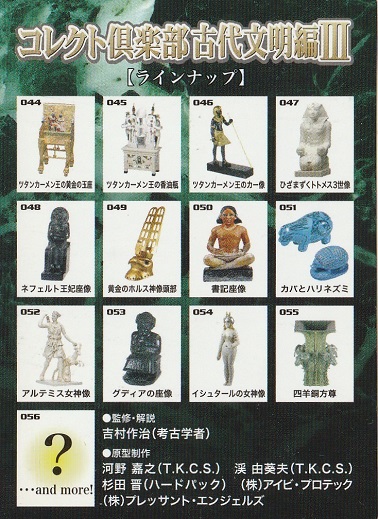 コレクト倶楽部 古代文明編Ⅲ
【ラインナップ】
044
045
046
047
ツタンカーメン王の黄金の玉座
ツタンカーメン王の香油瓶
ツタンカーメン王のカー像
ひざまずくトトメス3世像
048
049
050
051
ネフェルト王妃座像
黄金のホルス神像頭部
書記座像
カバとハリネズミ
052
053
054
055
アルテミス女神像
グディアの座像
イシュタールの女神像
四羊銅方尊
056
?
…and more!
●監修・解説
吉村作治(考古学者)
●原型制作
河野 嘉之(T.K.C.S.) 渓 由葵夫(T.K.C.S.)
杉田 晋(ハードパック) (株)アイビ・プロテック
(株)プレッサント・エンジェルズ